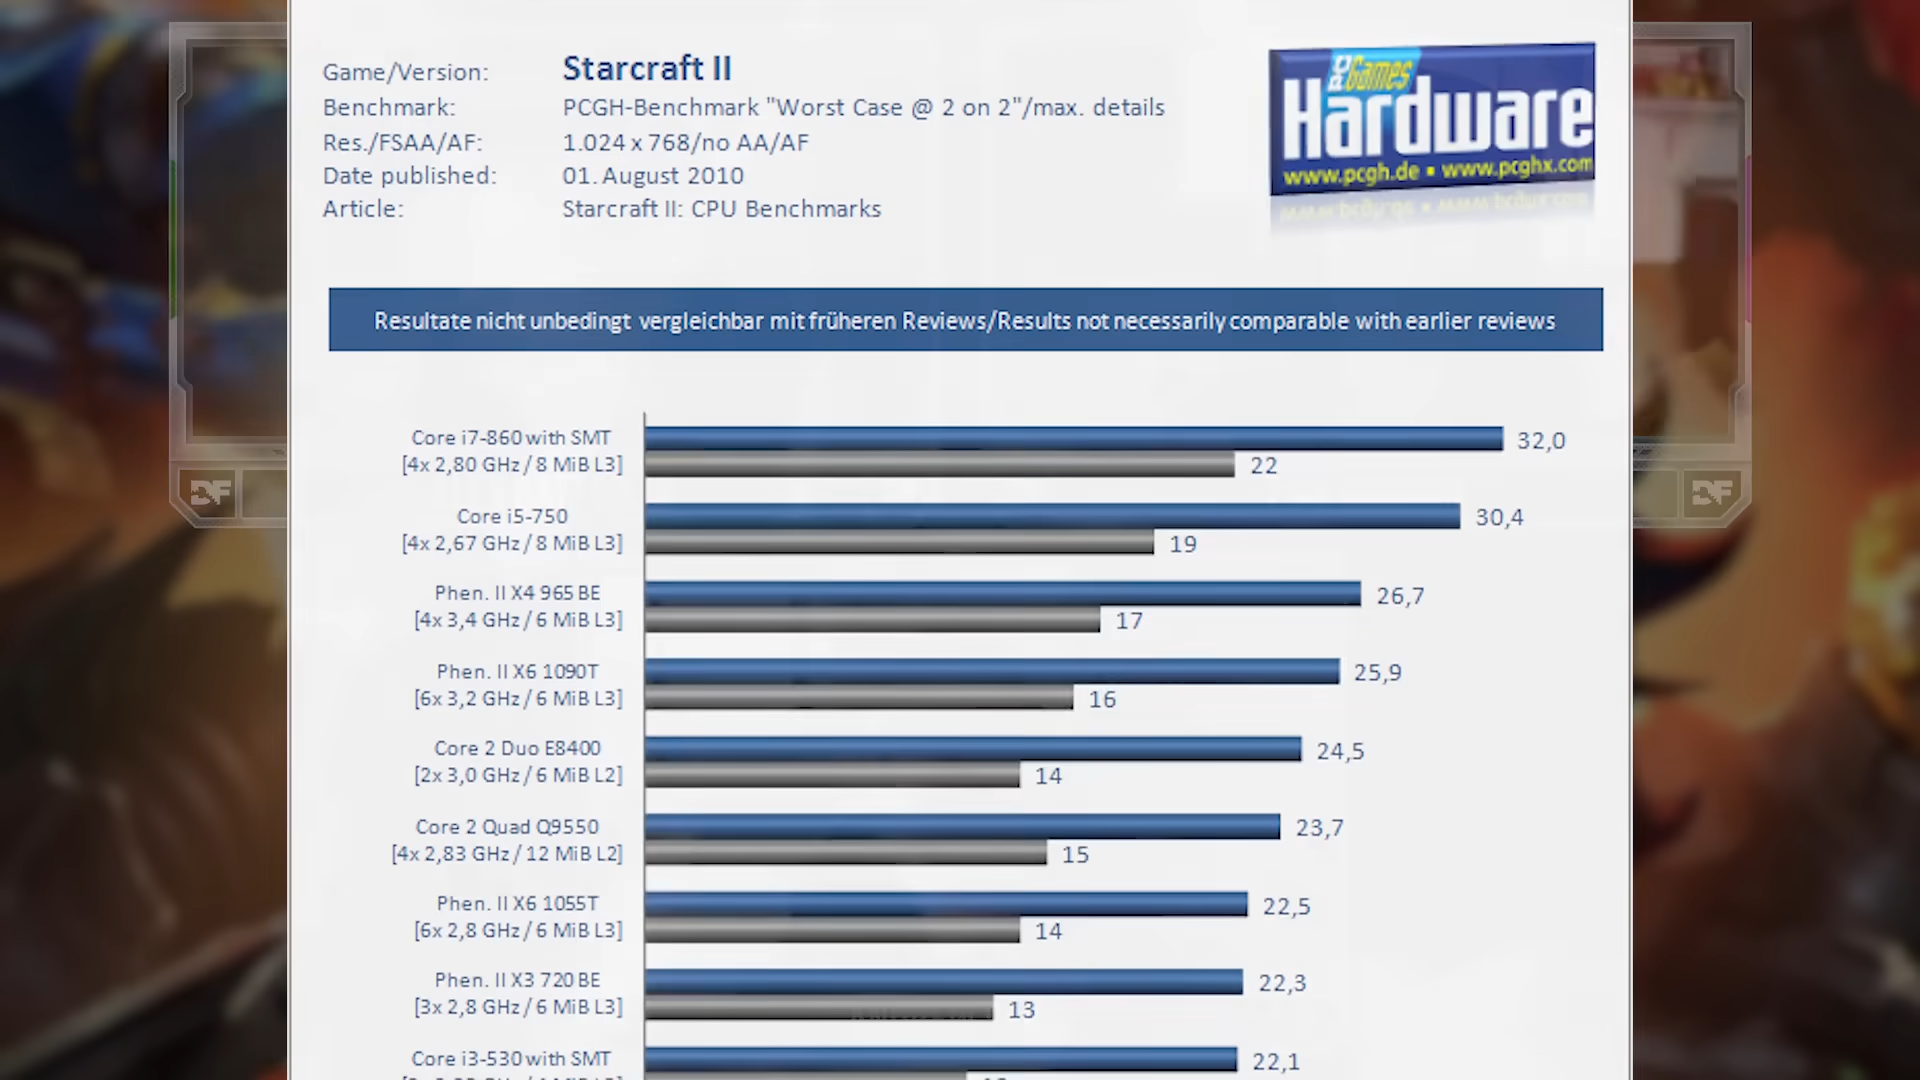 Game/Version: Starcraft II
Benchmark: PCGH-Benchmark "Worst Case @ 2 on 2"/max. details
Res./FSAA/AF: 1.024 x 768/no AA/AF
Date published: 01. August 2010
Article: Starcraft II: CPU Benchmarks
PC Games
Hardware
www.pcgh.de ▪ www.pcghx.com
Resultate nicht unbedingt vergleichbar mit früheren Reviews/Results not necessarily comparable with earlier reviews
Core i7-860 with SMT 32,0
[4x 2,80 GHz / 8 MiB L3] 22
Core i5-750 30,4
[4x 2,67 GHz / 8 MiB L3] 19
Phen. II X4 965 BE 26,7
[4x 3,4 GHz / 6 MiB L3] 17
Phen. II X6 1090T 25,9
[6x 3,2 GHz / 6 MiB L3] 16
Core 2 Duo E8400 24,5
[2x 3,0 GHz / 6 MiB L2] 14
Core 2 Quad Q9550 23,7
[4x 2,83 GHz / 12 MiB L2] 15
Phen. II X6 1055T 22,5
[6x 2,8 GHz / 6 MiB L3] 14
Phen. II X3 720 BE 22,3
[3x 2,8 GHz / 6 MiB L3] 13
Core i3-530 with SMT 22,1
DF
DF